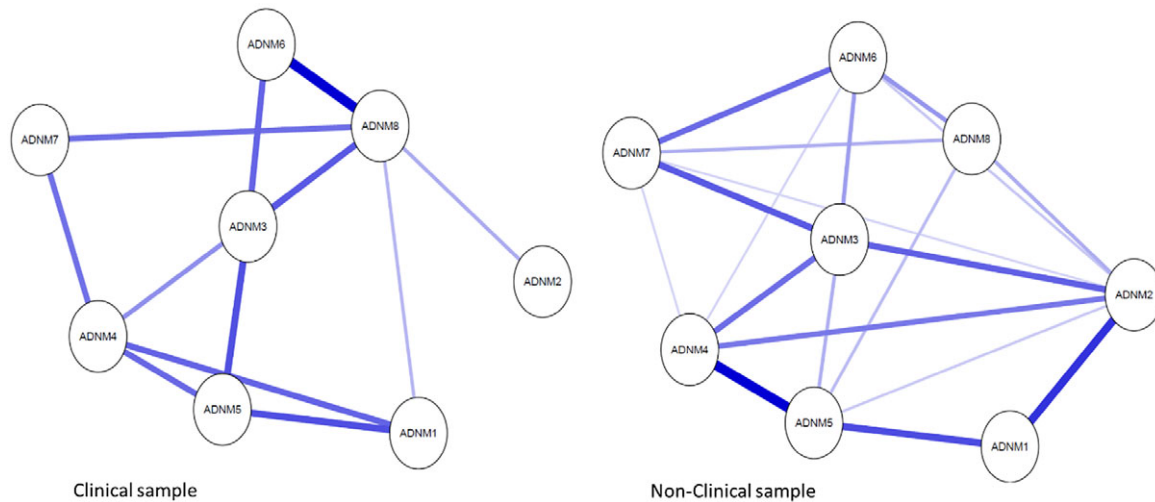 ADNM6
ADNM8
ADNM7
ADNM3
ADNM2
ADNM4
ADNM5
ADNM1
Clinical sample
ADNM6
ADNM8
ADNM7
ADNM3
ADNM2
ADNM4
ADNM5
ADNM1
Non-Clinical sample